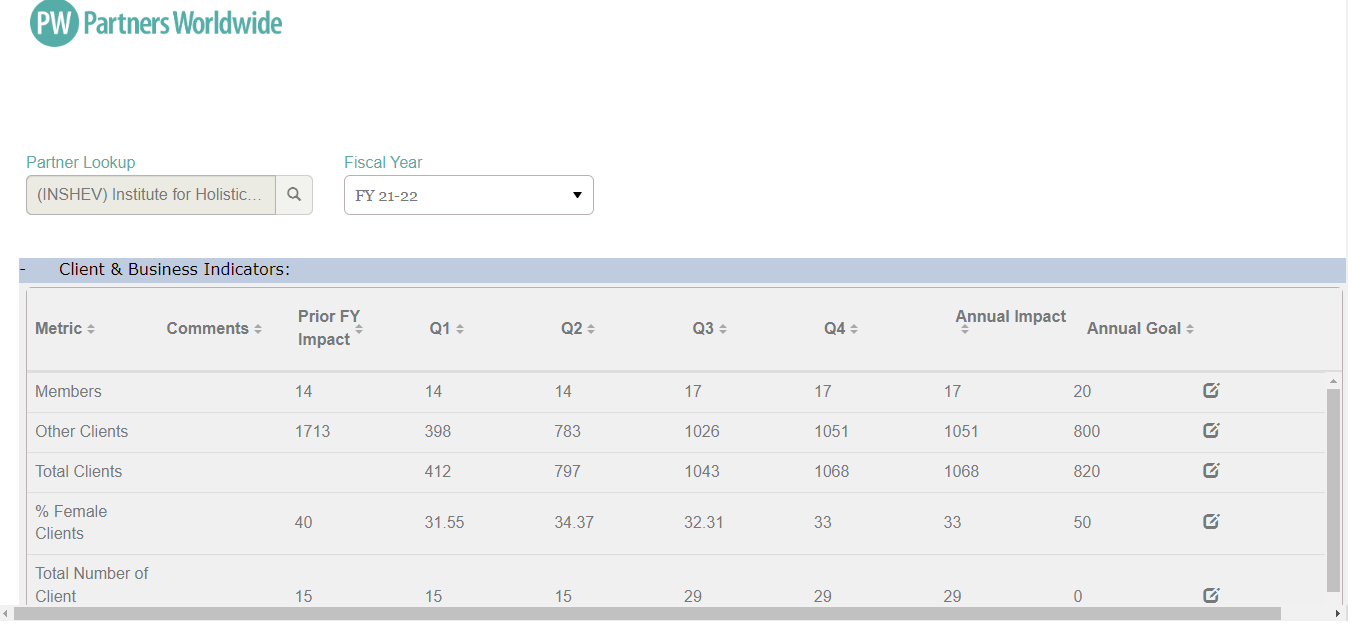 PW Partners Worldwide
Partner Lookup Fiscal Year
(INSHEV) Institute for Holistic... FY 21-22
- Client & Business Indicators:
Metric Comments Prior FY Impact Q1 Q2 Q3 Q4 Annual Impact Annual Goal
Members 14 14 14 17 17 17 20
Other Clients 1713 398 783 1026 1051 1051 800
Total Clients 412 797 1043 1068 1068 820
% Female Clients 40 31.55 34.37 32.31 33 33 50
Total Number of Client 15 15 15 29 29 29 0